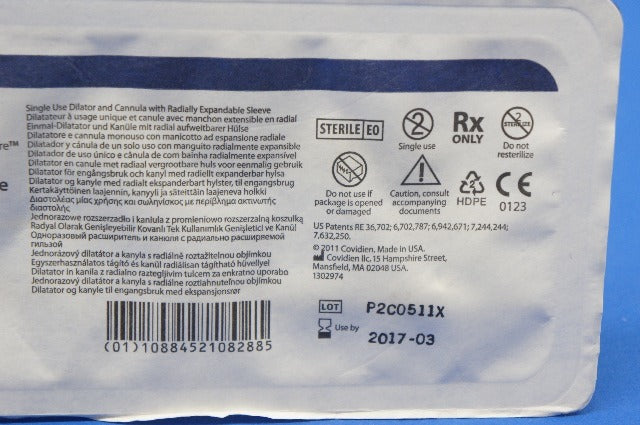 Single Use Dilator and Cannula with Radially Expandable Sleeve
Dilatateur à usage unique et canule avec manchon extensible en radial
Einmal-Dilatator und Kanüle mit radial aufweitbarer Hülse
Dilatatore e cannula monouso con manicotto ad espansione radiale
Dilatador y cánula de un solo uso con manguito radialmente expansible
Dilatador de uso único e cânula de com bainha radialmente expansível
Dilatator en canule met radiaal vergrootbare huls voor eenmalig gebruik
Dilatator för engångsbruk och kanyl med radiellt expanderbar hylsa
Dilatator og kanyle med radialt ekspanderbart hylster, til engangsbrug
Kertakäyttöinen laajennin, kanyyli ja säteittäin laajeneva holkki
Διαστολέας μίας χρήσης και σωληνίσκος με περίβλημα ακτινωτής
διαστολής
Jednorazowe rozszerzadło i kaniula z promieniowo rozszerzalną koszulką
Radyal Olarak Genişleyebilir Kovanlı Tek Kullanımlık Genişletici ve Kanül
Одноразовый расширитель и канюля с радиально расширяемой
гильзой
Jednorázový dilatátor a kanyla s radiálně roztažitelnou objímkou
Egyszerhasználatos tágító és kanül radiálisan tágítható hüvellyel
Dilatator in kanila z radialno raztegljivim tulcem za enkratno uporabo
Jednorázový dilatátor a kanyla s radiálne roztiahnuteľnou objímkou
Dilatator og kanyle til engangsbruk med ekspansjonsrør
re™
e
(01)10884521082885
STERILE EO
2
Single use
Rx
ONLY
2
STERILIZE
Do not
resterilize
Do not use if
package is opened
or damaged
Caution, consult
accompanying
documents
2
HDPE
CE
0123
US Patents RE 36,702; 6,702,787; 6,942,671; 7,244,244;
7,632,250.
© 2011 Covidien. Made in USA.
Covidien llc, 15 Hampshire Street,
Mansfield, MA 02048 USA.
1302974
LOT P2C0511X
Use by 2017-03